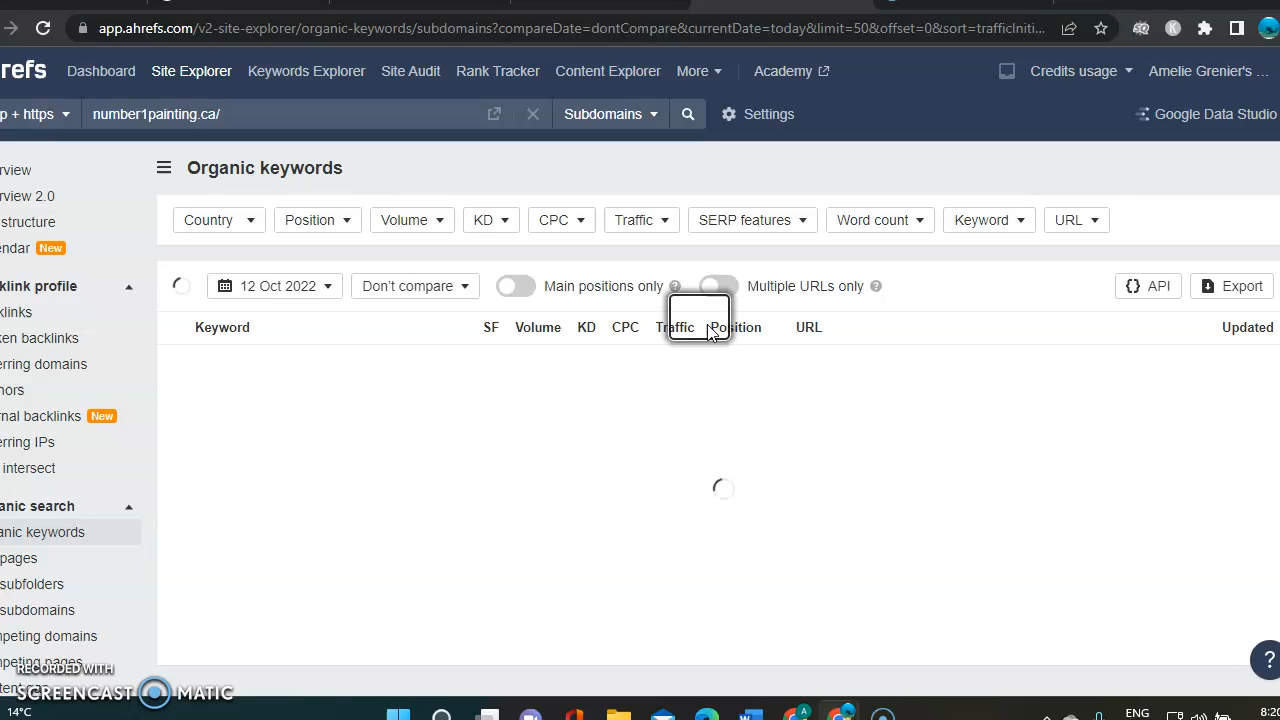 app.ahrefs.com/v2-site-explorer/organic-keywords/subdomains?compareDate=dontCompare&currentDate=today&limit=50&offset=0&sort=trafficIniti...
refs Dashboard Site Explorer Keywords Explorer Site Audit Rank Tracker Content Explorer More Academy Credits usage Amelie Grenier's ...
p + https number1painting.ca/ Subdomains Settings Google Data Studio
rview
Organic keywords
rview 2.0
structure
Country Position Volume KD CPC Traffic SERP features Word count Keyword URL
endar New
klink profile
12 Oct 2022 Don't compare Main positions only ? Multiple URLs only ? {} API Export
links
Keyword SF Volume KD CPC Traffic Position URL Updated
ken backlinks
erring domains
hors
rnal backlinks New
erring IPs
intersect
anic search
anic keywords
pages
subfolders
subdomains
mpeting domains
mpeting pages
?
RECORDED WITH
SCREENCAST MATIC
14°C
ENG
8:20